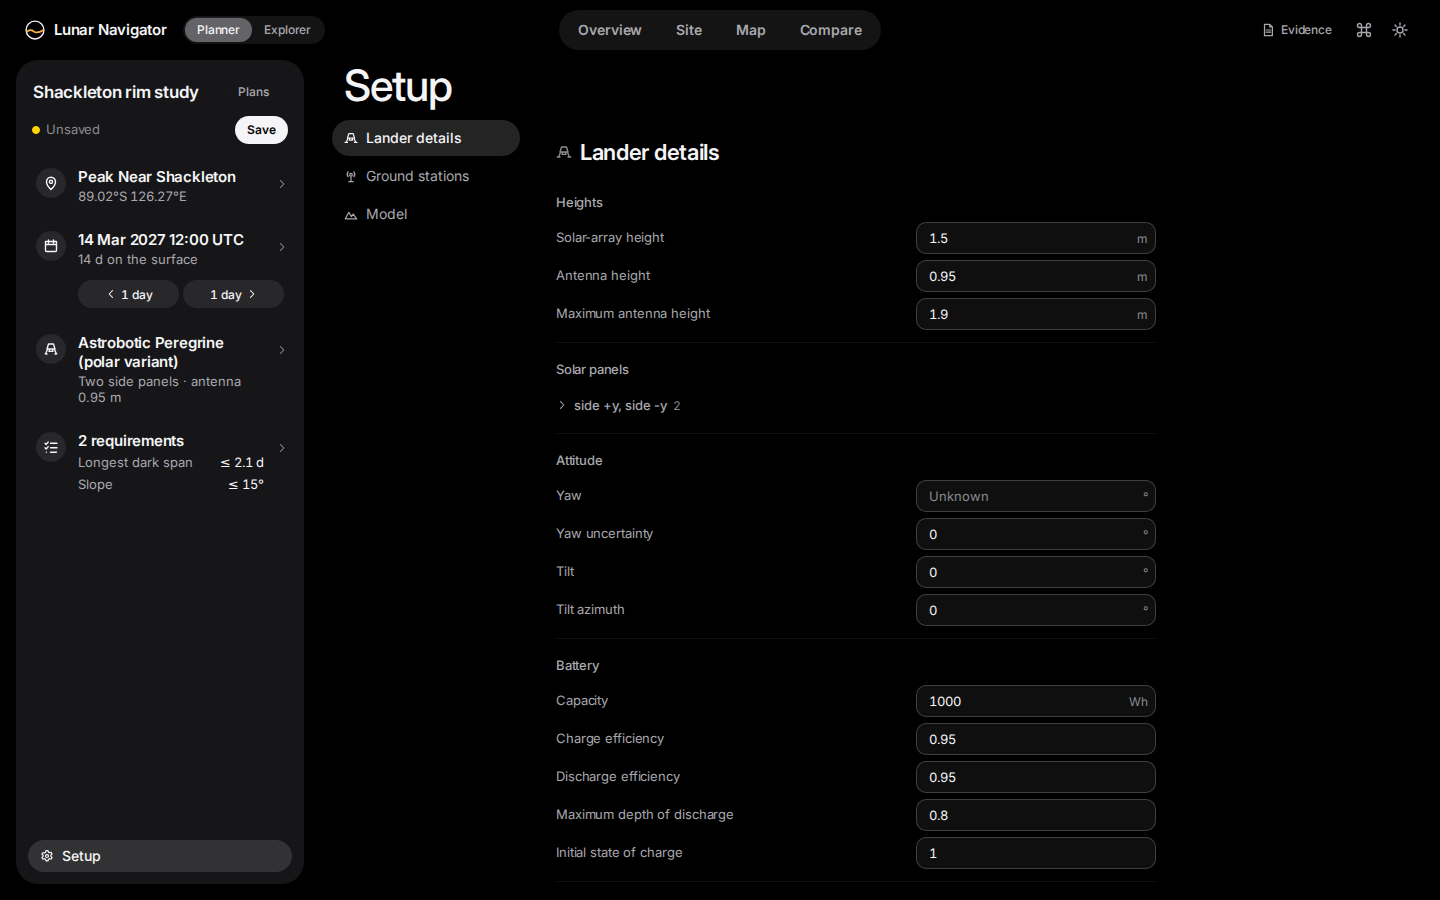 Lunar Navigator
Planner
Explorer
Overview
Site
Map
Compare
Evidence
Shackleton rim study
Plans
Unsaved
Save
Peak Near Shackleton
89.02°S 126.27°E
14 Mar 2027 12:00 UTC
14 d on the surface
1 day
1 day
Astrobotic Peregrine
(polar variant)
Two side panels · antenna
0.95 m
2 requirements
Longest dark span ≤ 2.1 d
Slope ≤ 15°
Setup
Setup
Lander details
Ground stations
Model
Lander details
Heights
Solar-array height 1.5 m
Antenna height 0.95 m
Maximum antenna height 1.9 m
Solar panels
side +y, side -y 2
Attitude
Yaw Unknown °
Yaw uncertainty 0 °
Tilt 0 °
Tilt azimuth 0 °
Battery
Capacity 1000 Wh
Charge efficiency 0.95
Discharge efficiency 0.95
Maximum depth of discharge 0.8
Initial state of charge 1